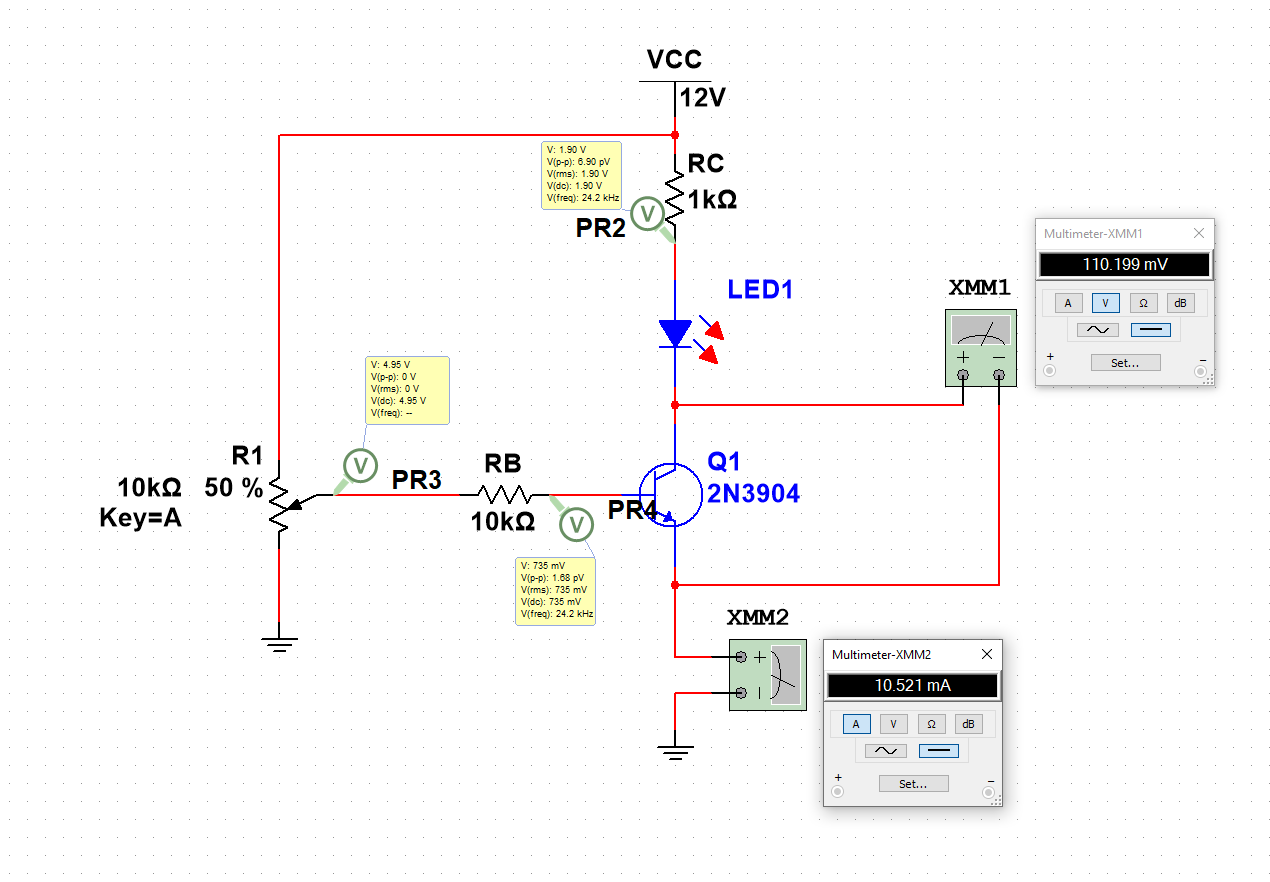 VCC
12V
V: 1.90 V
V(p-p): 6.90 pV
V(rms): 1.90 V
V(dc): 1.90 V
V(freq): 24.2 kHz
V
PR2
RC
1kΩ
LED1
XMM1
+ −
Multimeter-XMM1
110.199 mV
A V Ω dB
Set...
+ −
V: 4.95 V
V(p-p): 0 V
V(rms): 0 V
V(dc): 4.95 V
V(freq): --
V
PR3
R1
10kΩ 50 %
Key=A
RB
10kΩ
PR4
V
Q1
2N3904
V: 735 mV
V(p-p): 1.68 pV
V(rms): 735 mV
V(dc): 735 mV
V(freq): 24.2 kHz
XMM2
+
−
Multimeter-XMM2
10.521 mA
A V Ω dB
Set...
+ −